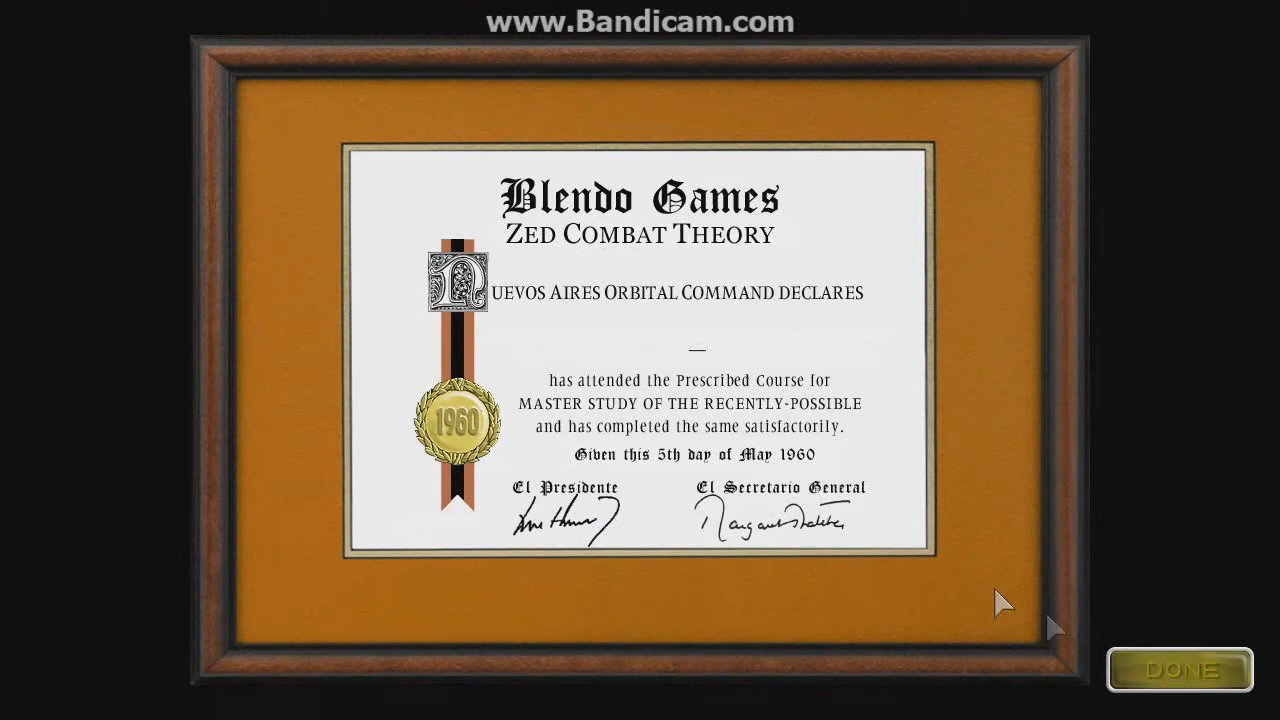 www.Bandicam.com
Blendo Games
ZED COMBAT THEORY
NUEVOS AIRES ORBITAL COMMAND DECLARES
_
has attended the Prescribed Course for
MASTER STUDY OF THE RECENTLY-POSSIBLE
and has completed the same satisfactorily.
1960
Given this 5th day of May 1960
El Presidente El Secretario General
DONE